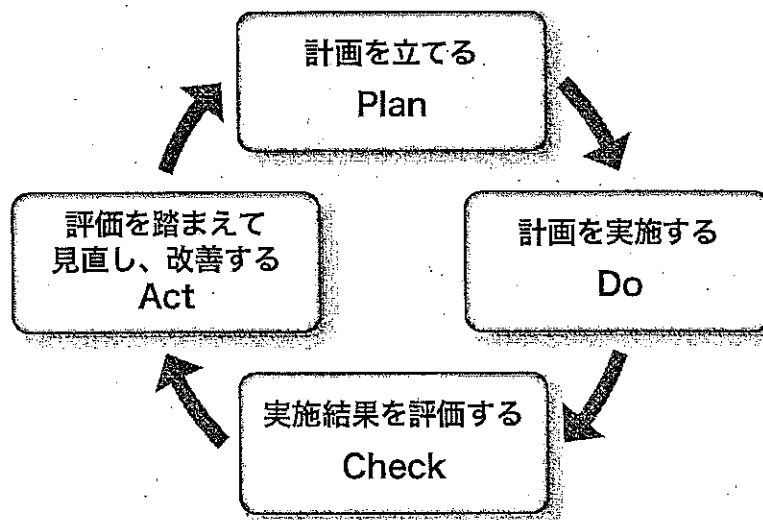 計画を立てる
Plan
計画を実施する
Do
実施結果を評価する
Check
評価を踏まえて
見直し、改善する
Act